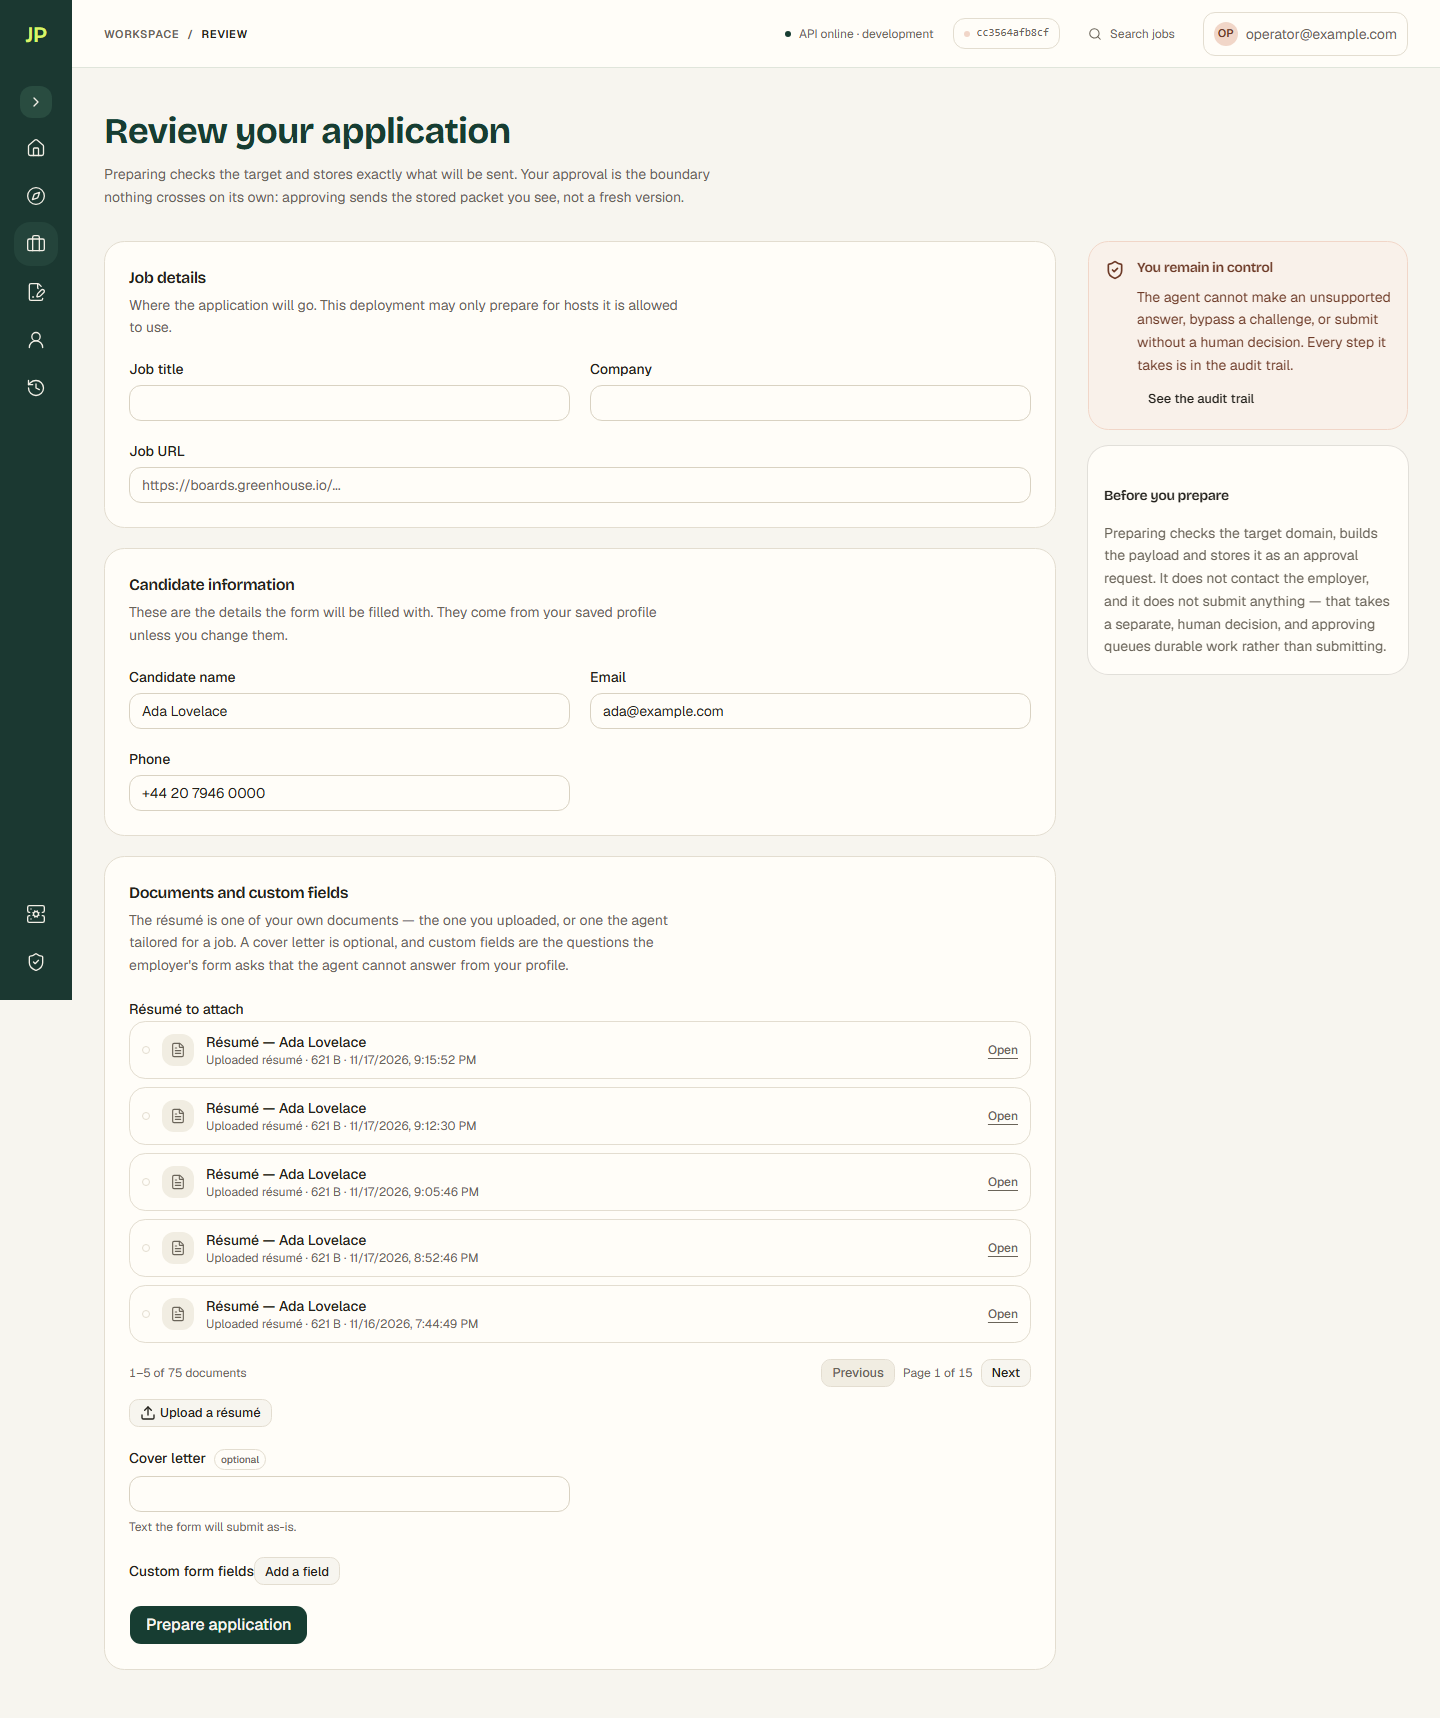 JP
WORKSPACE / REVIEW
API online · development
cc3564afb8cf
Search jobs
OP
operator@example.com
Review your application
Preparing checks the target and stores exactly what will be sent. Your approval is the boundary
nothing crosses on its own: approving sends the stored packet you see, not a fresh version.
Job details
Where the application will go. This deployment may only prepare for hosts it is allowed
to use.
Job title
Company
Job URL
https://boards.greenhouse.io/...
Candidate information
These are the details the form will be filled with. They come from your saved profile
unless you change them.
Candidate name
Email
Ada Lovelace
ada@example.com
Phone
+44 20 7946 0000
Documents and custom fields
The résumé is one of your own documents — the one you uploaded, or one the agent
tailored for a job. A cover letter is optional, and custom fields are the questions the
employer's form asks that the agent cannot answer from your profile.
Résumé to attach
Résumé — Ada Lovelace
Uploaded résumé · 621 B · 11/17/2026, 9:15:52 PM
Open
Résumé — Ada Lovelace
Uploaded résumé · 621 B · 11/17/2026, 9:12:30 PM
Open
Résumé — Ada Lovelace
Uploaded résumé · 621 B · 11/17/2026, 9:05:46 PM
Open
Résumé — Ada Lovelace
Uploaded résumé · 621 B · 11/17/2026, 8:52:46 PM
Open
Résumé — Ada Lovelace
Uploaded résumé · 621 B · 11/16/2026, 7:44:49 PM
Open
1–5 of 75 documents
Previous
Page 1 of 15
Next
Upload a résumé
Cover letter
optional
Text the form will submit as-is.
Custom form fields
Add a field
Prepare application
You remain in control
The agent cannot make an unsupported
answer, bypass a challenge, or submit
without a human decision. Every step it
takes is in the audit trail.
See the audit trail
Before you prepare
Preparing checks the target domain, builds
the payload and stores it as an approval
request. It does not contact the employer,
and it does not submit anything — that takes
a separate, human decision, and approving
queues durable work rather than submitting.